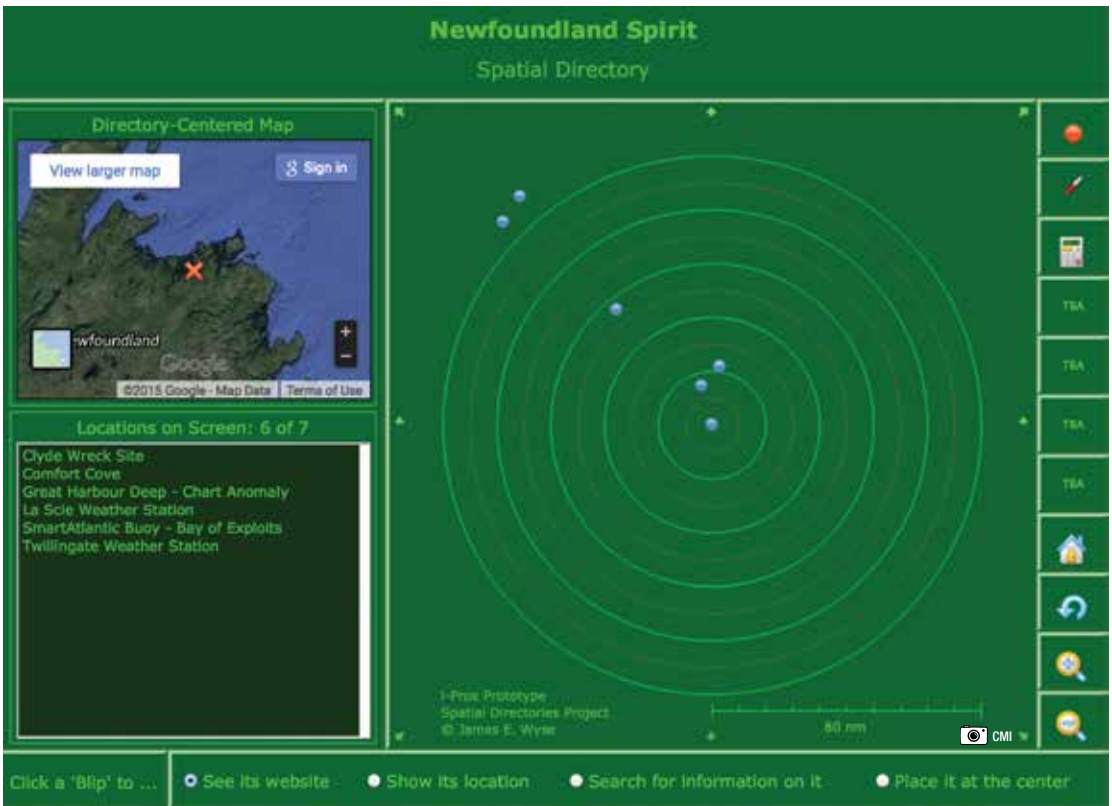 Newfoundland Spirit
Spatial Directory
Directory-Centered Map
View larger map
g Sign in
wfoundland
Google
+
−
©2015 Google - Map Data
Terms of Use
Locations on Screen: 6 of 7
Clyde Wreck Site
Comfort Cove
Great Harbour Deep - Chart Anomaly
La Scie Weather Station
SmartAtlantic Buoy - Bay of Exploits
Twillingate Weather Station
TBA
TBA
TBA
TBA
I-Prox Prototype
Spatial Directories Project
© James E. Wyse
80 nm
CMI
Click a 'Blip' to ...
See its website
Show its location
Search for information on it
Place it at the center